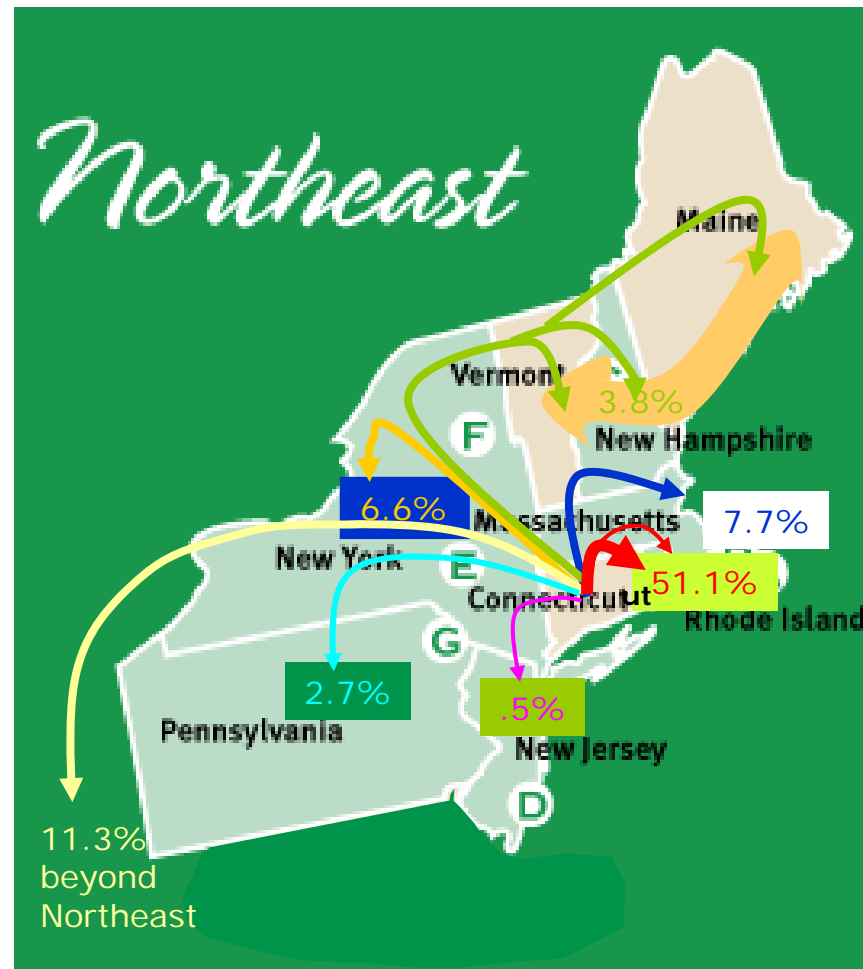 Northeast
Maine
Vermont
3.8%
F
New Hampshire
6.6%
Massachusetts
7.7%
New York
E
51.1%
Connecticut
ut
Rhode Island
G
2.7%
.5%
Pennsylvania
New Jersey
D
11.3%
beyond
Northeast